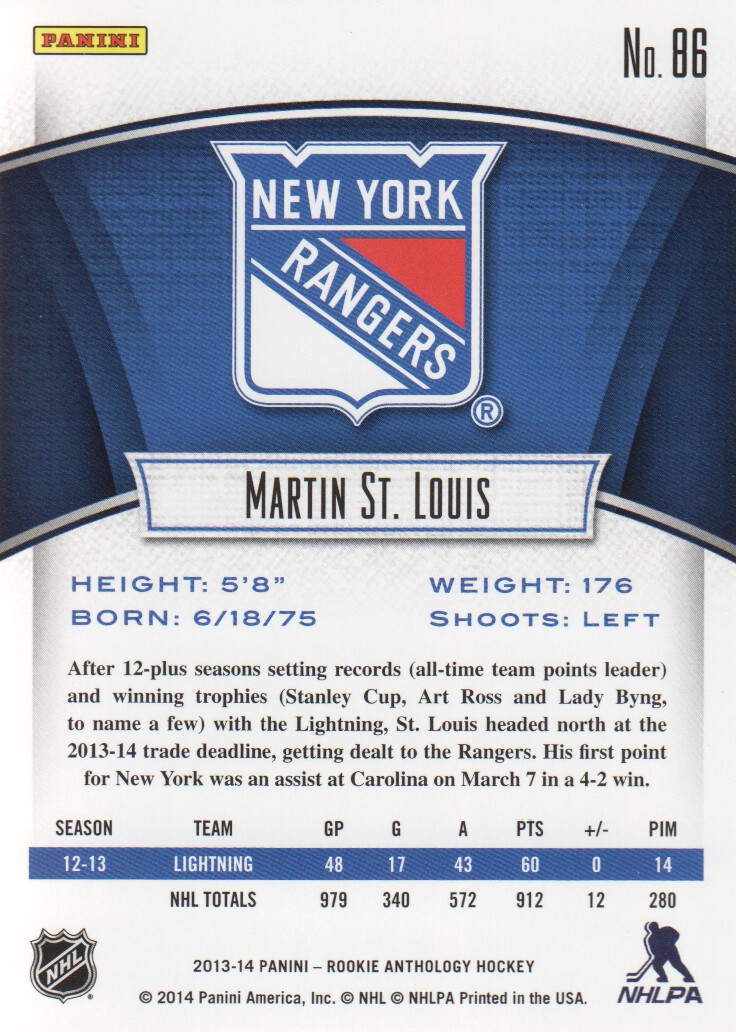 PANINI
No. 86
NEW YORK
RANGERS
®
MARTIN ST. LOUIS
HEIGHT: 5'8" WEIGHT: 176
BORN: 6/18/75 SHOOTS: LEFT
After 12-plus seasons setting records (all-time team points leader)
and winning trophies (Stanley Cup, Art Ross and Lady Byng,
to name a few) with the Lightning, St. Louis headed north at the
2013-14 trade deadline, getting dealt to the Rangers. His first point
for New York was an assist at Carolina on March 7 in a 4-2 win.
SEASON TEAM GP G A PTS +/- PIM
12-13 LIGHTNING 48 17 43 60 0 14
NHL TOTALS 979 340 572 912 12 280
NHL
2013-14 PANINI – ROOKIE ANTHOLOGY HOCKEY
© 2014 Panini America, Inc. © NHL © NHLPA Printed in the USA.
NHLPA